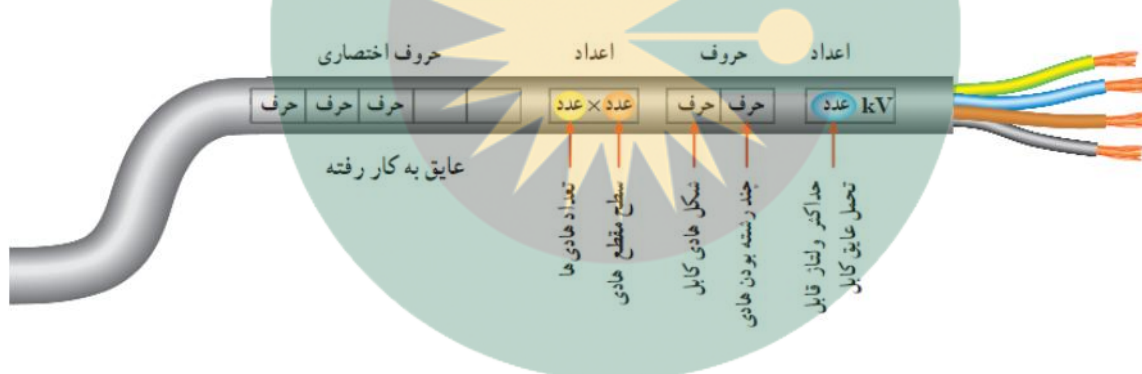 حروف اختصاری
اعداد
حروف
اعداد
حرف حرف حرف
عدد × عدد
حرف حرف
عدد kV
عایق به کار رفته
تعداد هادی ها
سطح مقطع هادی
شکل هادی کابل
چند رشته بودن هادی
حداکثر ولتاژ قابل
تحمل عایق کابل